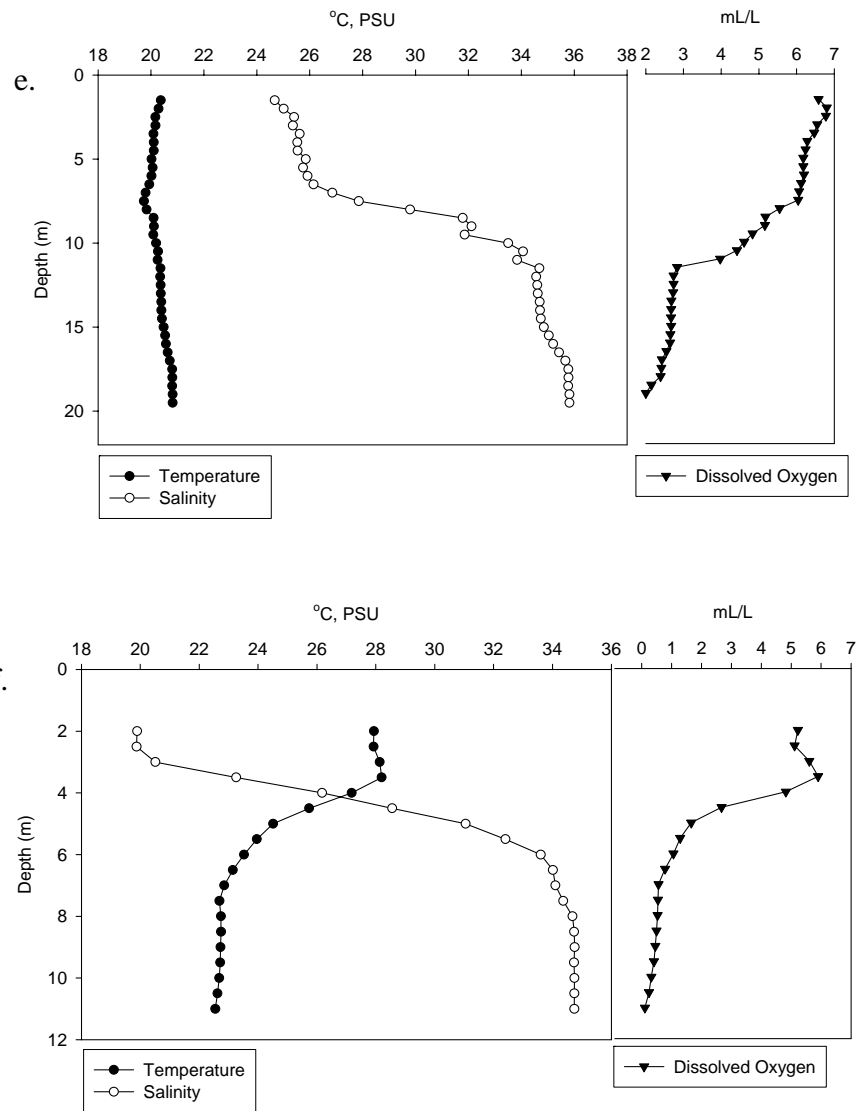 °C, PSU
mL/L
18 20 22 24 26 28 30 32 34 36 38
2 3 4 5 6 7
e.
0
5
10
15
20
Depth (m)
Temperature
Salinity
Dissolved Oxygen
°C, PSU
mL/L
18 20 22 24 26 28 30 32 34 36
0 1 2 3 4 5 6 7
0
2
4
6
8
10
12
Depth (m)
Temperature
Salinity
Dissolved Oxygen